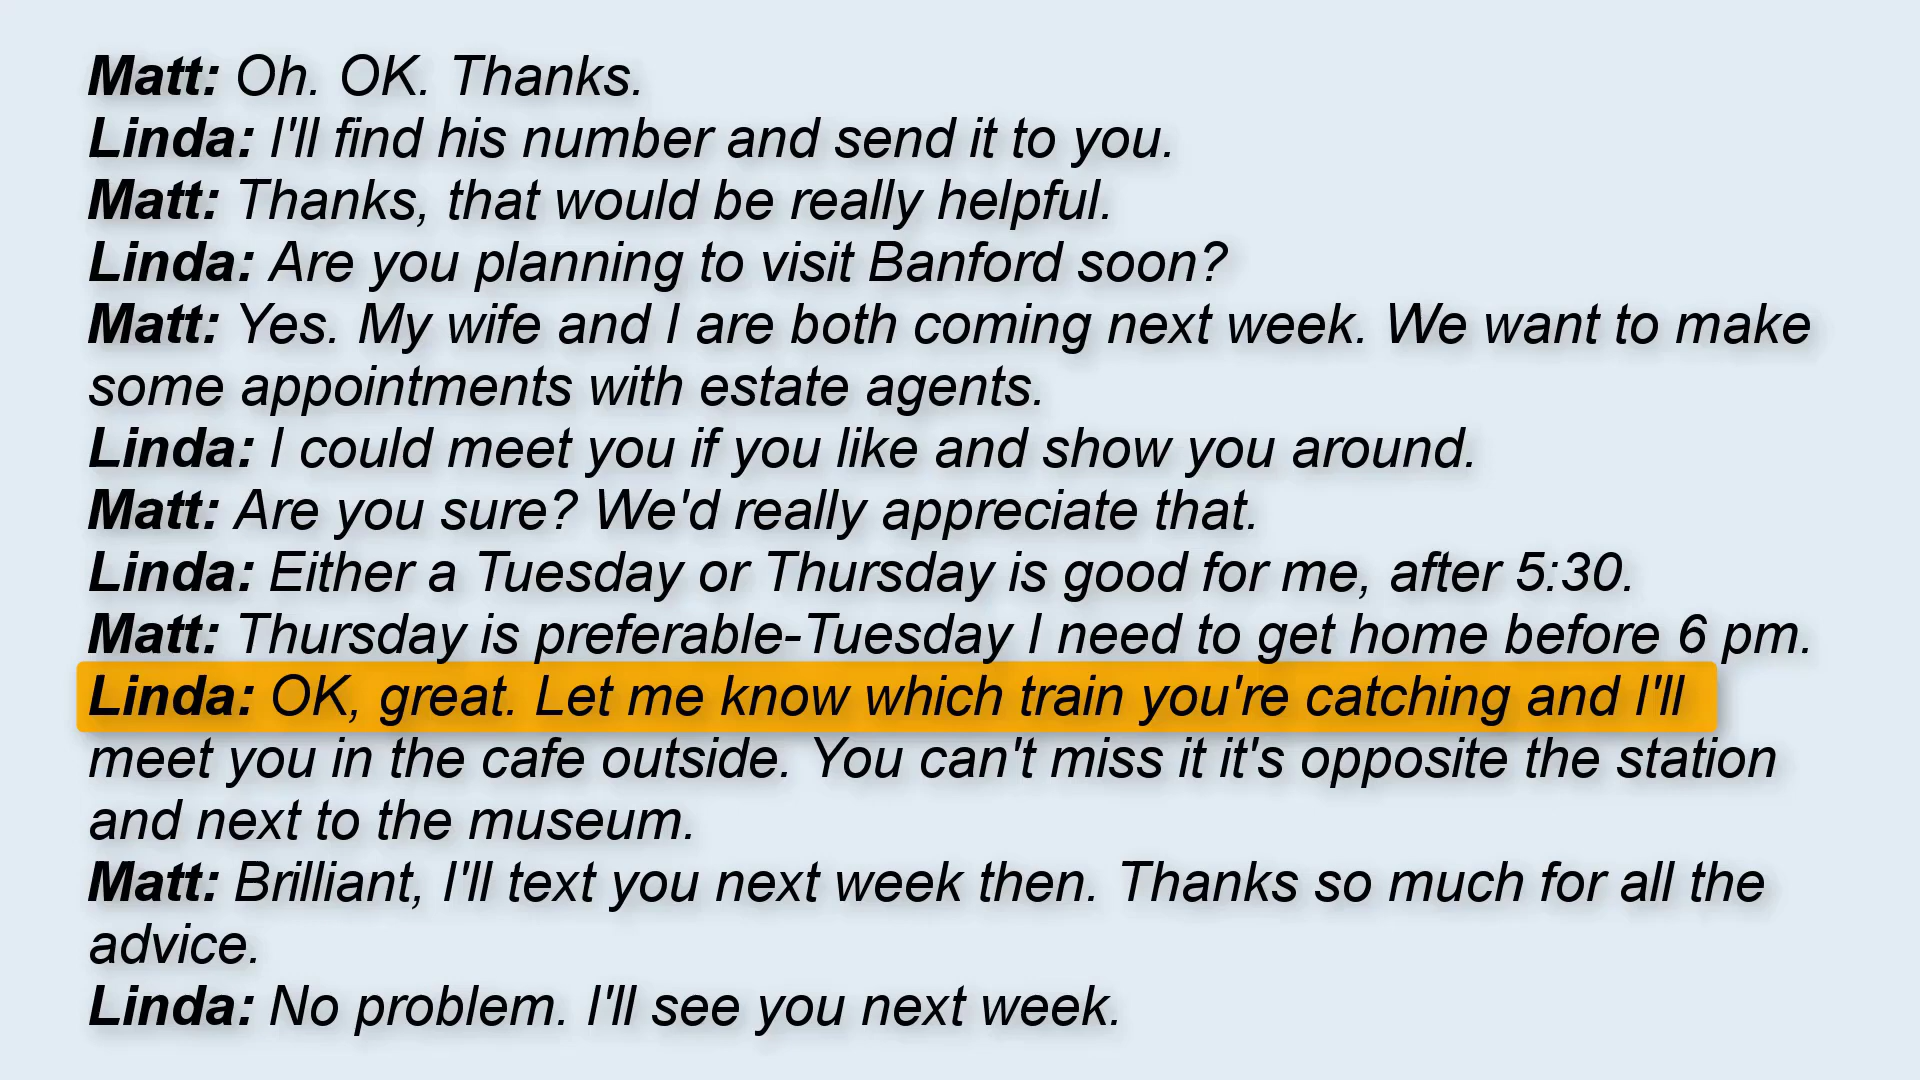 Matt: Oh. OK. Thanks.
Linda: I'll find his number and send it to you.
Matt: Thanks, that would be really helpful.
Linda: Are you planning to visit Banford soon?
Matt: Yes. My wife and I are both coming next week. We want to make
some appointments with estate agents.
Linda: I could meet you if you like and show you around.
Matt: Are you sure? We'd really appreciate that.
Linda: Either a Tuesday or Thursday is good for me, after 5:30.
Matt: Thursday is preferable-Tuesday I need to get home before 6 pm.
Linda: OK, great. Let me know which train you're catching and I'll
meet you in the cafe outside. You can't miss it it's opposite the station
and next to the museum.
Matt: Brilliant, I'll text you next week then. Thanks so much for all the
advice.
Linda: No problem. I'll see you next week.